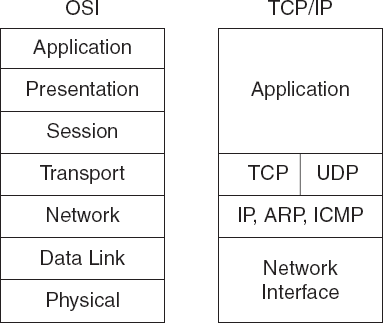 OSI
TCP/IP
Application
Presentation
Session
Transport
Network
Data Link
Physical
Application
TCP
UDP
IP, ARP, ICMP
Network
Interface